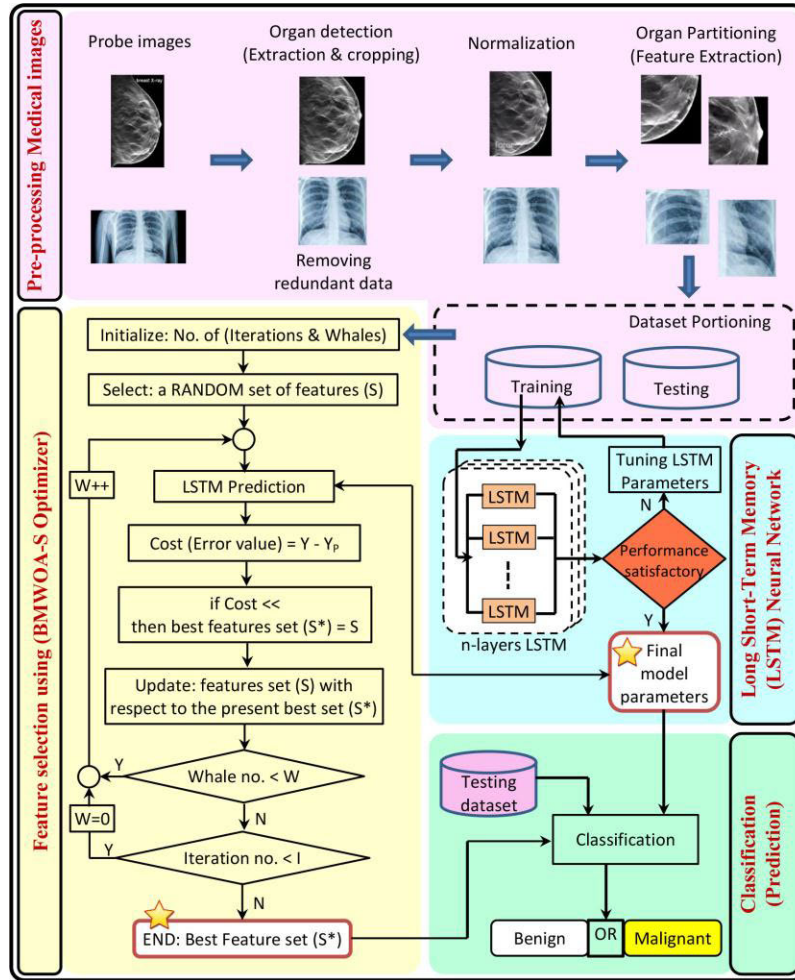 Pre-processing Medical images
Probe images
Organ detection
(Extraction & cropping)
Normalization
Organ Partitioning
(Feature Extraction)
Removing
redundant data
Feature selection using (BMWOA-S Optimizer)
Initialize: No. of (Iterations & Whales)
Select: a RANDOM set of features (S)
W++
LSTM Prediction
Cost (Error value) = Y - Yₚ
if Cost <<
then best features set (S*) = S
Update: features set (S) with
respect to the present best set (S*)
Y
Whale no. < W
N
W=0
Y
Iteration no. < I
N
END: Best Feature set (S*)
Dataset Portioning
Training
Testing
Long Short-Term Memory
(LSTM) Neural Network
Tuning LSTM
Parameters
N
LSTM
LSTM
LSTM
n-layers LSTM
Performance
satisfactory
Y
Final
model
parameters
Classification
(Prediction)
Testing
dataset
Classification
Benign
OR
Malignant